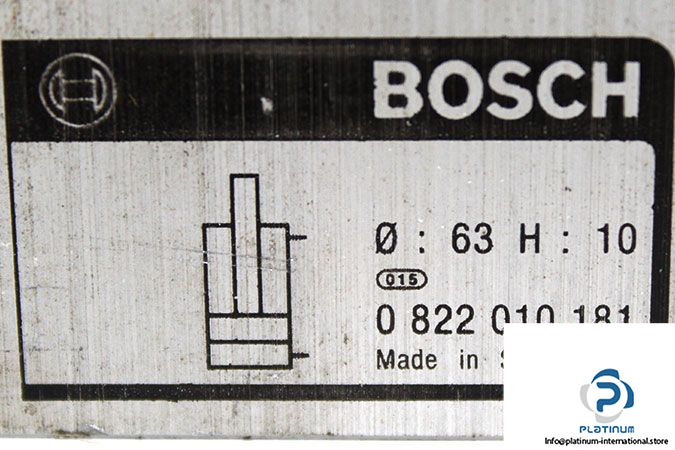 BOSCH
Ø : 63 H : 10
015
0 822 010 181
Made in
PLATINUM
Info@platinum-international.store